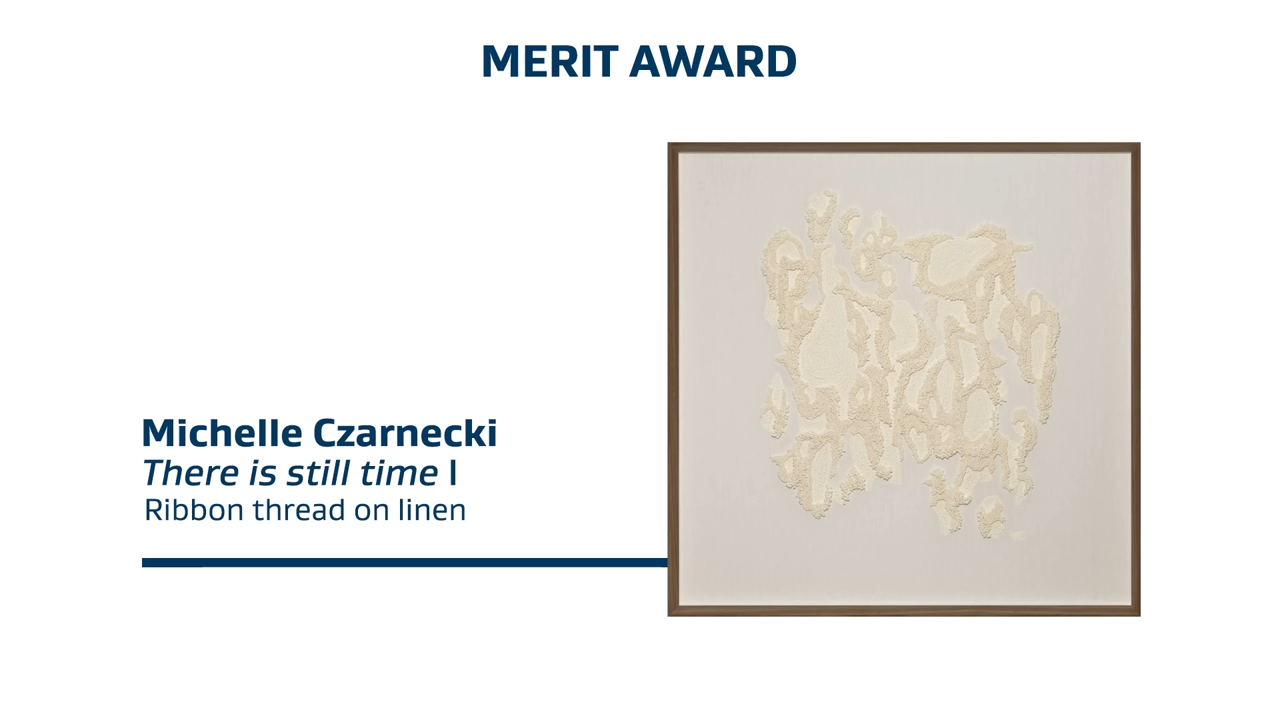 MERIT AWARD
Michelle Czarnecki
There is still time I
Ribbon thread on linen